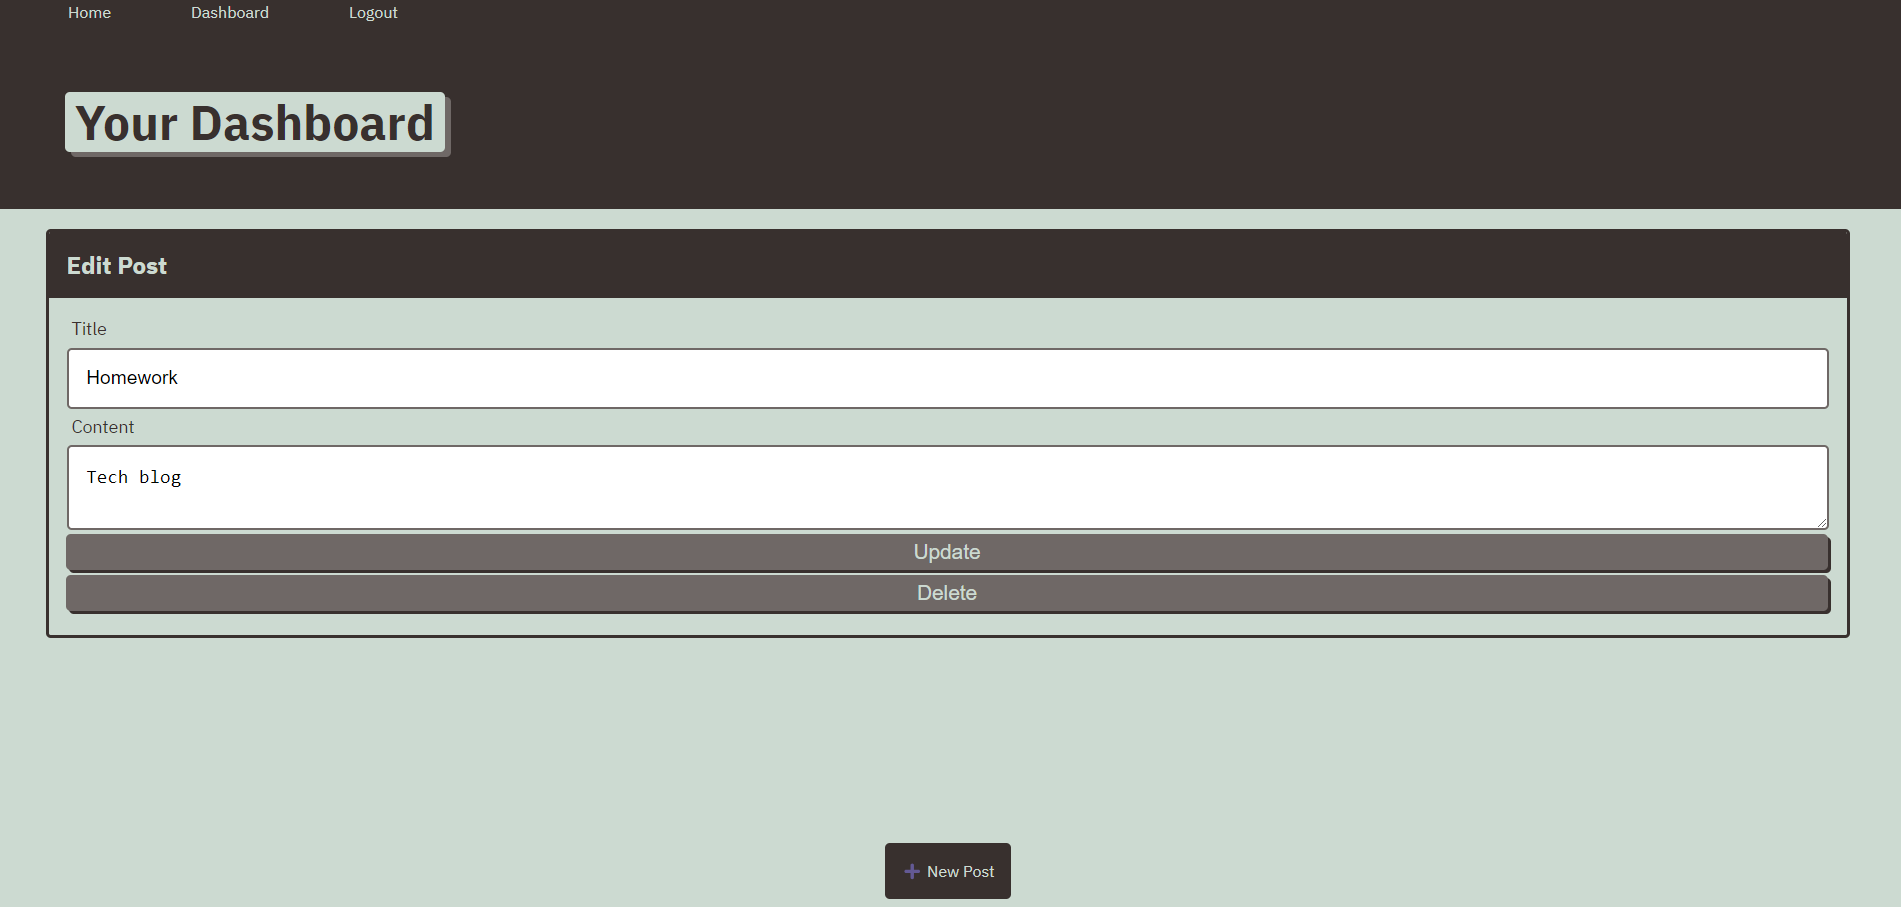 Home Dashboard Logout
Your Dashboard
Edit Post
Title
Homework
Content
Tech blog
Update
Delete
New Post